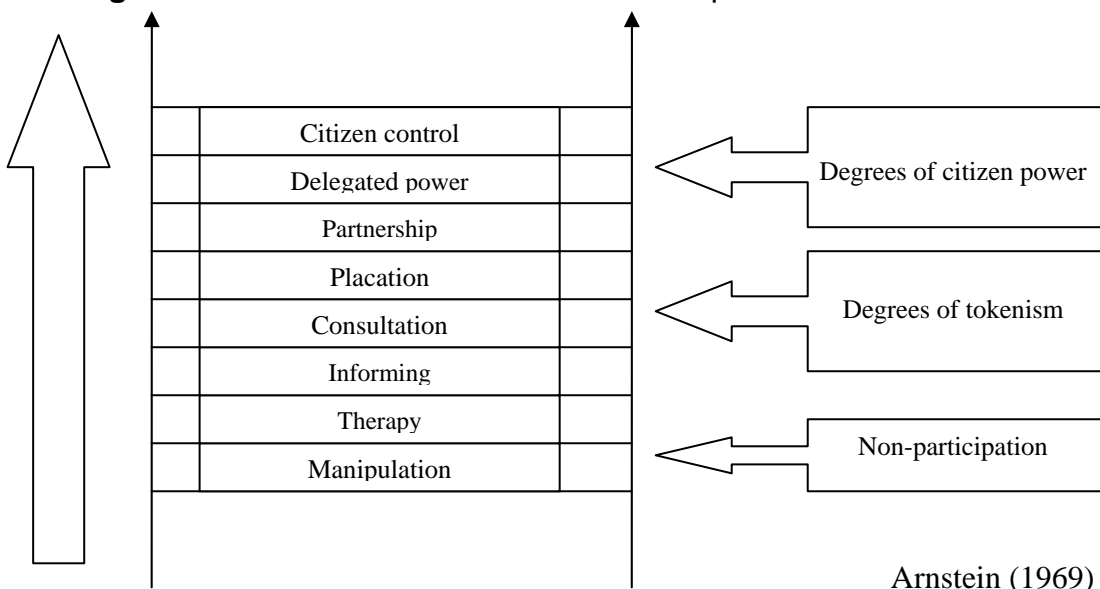 Citizen control
Delegated power
Partnership
Placation
Consultation
Informing
Therapy
Manipulation
Degrees of citizen power
Degrees of tokenism
Non-participation
Arnstein (1969)